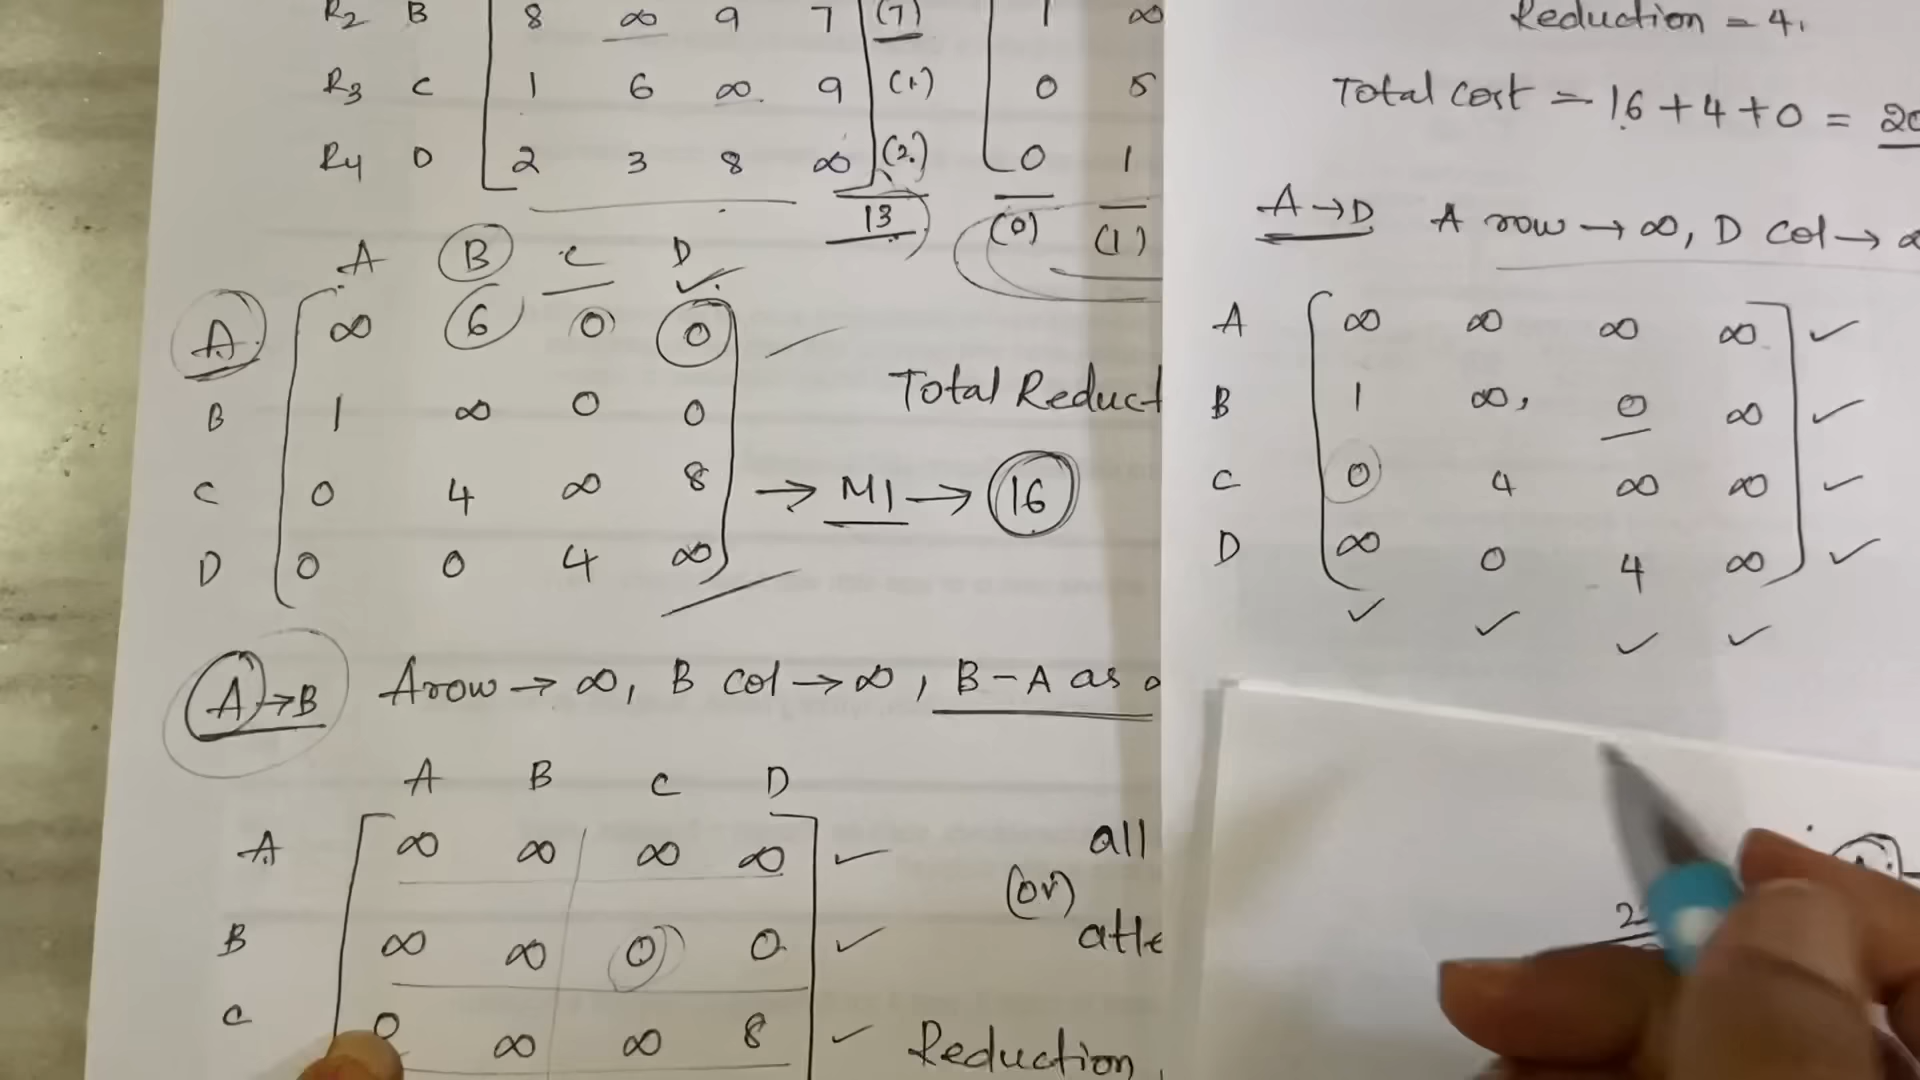 R2 B 8 ∞ 9 7 (7) 1 ∞
R3 C 1 6 ∞ 9 (1) 0 5
R4 D 2 3 8 ∞ (2) 0 1
13 (0) (1)
A B C D
A ∞ 6 0 0
B 1 ∞ 0 0
C 0 4 ∞ 8
D 0 0 4 ∞
Total Reduct
→ M1 → 16
A→B A row → ∞, B col → ∞, B-A as
A B C D
A ∞ ∞ ∞ ∞ ✓
B ∞ ∞ 0 0 ✓
C 0 ∞ ∞ 8 ✓
all
(or)
atle
Reduction
Reduction = 4.
Total cost = 16 + 4 + 0 = 20
A→D A row → ∞, D col → ∞
A ∞ ∞ ∞ ∞ ✓
B 1 ∞, 0 ∞ ✓
C 0 4 ∞ ∞ ✓
D ∞ 0 4 ∞ ✓
✓ ✓ ✓ ✓
2